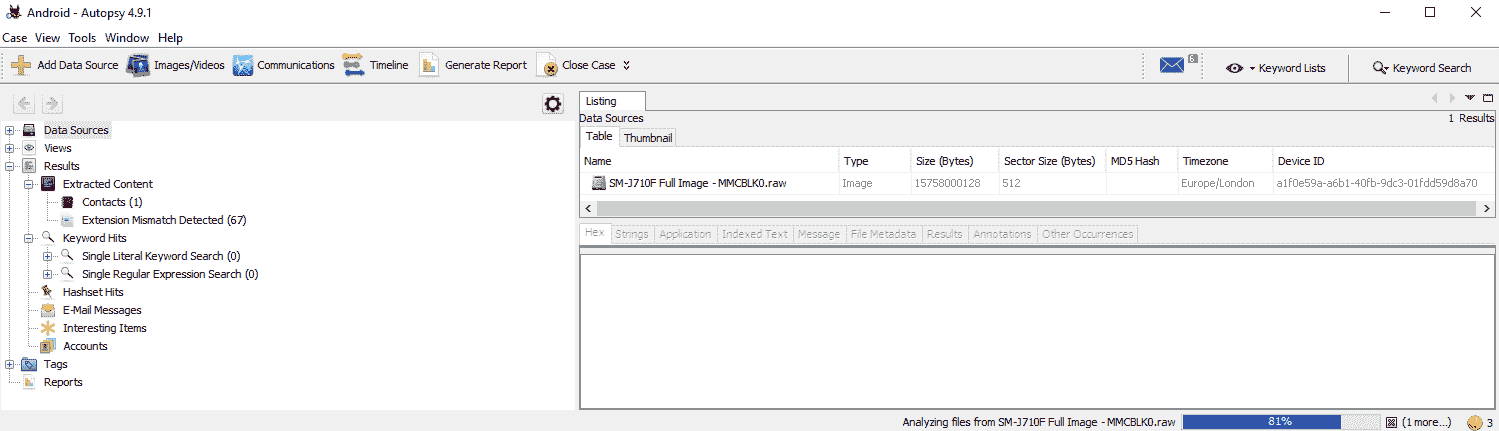 Android - Autopsy 4.9.1
Case View Tools Window Help
Add Data Source Images/Videos Communications Timeline Generate Report Close Case 6 Keyword Lists Keyword Search
Listing
Data Sources 1 Results
Table Thumbnail
Name Type Size (Bytes) Sector Size (Bytes) MD5 Hash Timezone Device ID
SM-J710F Full Image - MMCBLK0.raw Image 15758000128 512 Europe/London a1f0e59a-a6b1-40fb-9dc3-01fdd59d8a70
Hex Strings Application Indexed Text Message File Metadata Results Annotations Other Occurrences
Data Sources
Views
Results
Extracted Content
Contacts (1)
Extension Mismatch Detected (67)
Keyword Hits
Single Literal Keyword Search (0)
Single Regular Expression Search (0)
Hashset Hits
E-Mail Messages
Interesting Items
Accounts
Tags
Reports
Analyzing files from SM-J710F Full Image - MMCBLK0.raw 81% (1 more...) 3